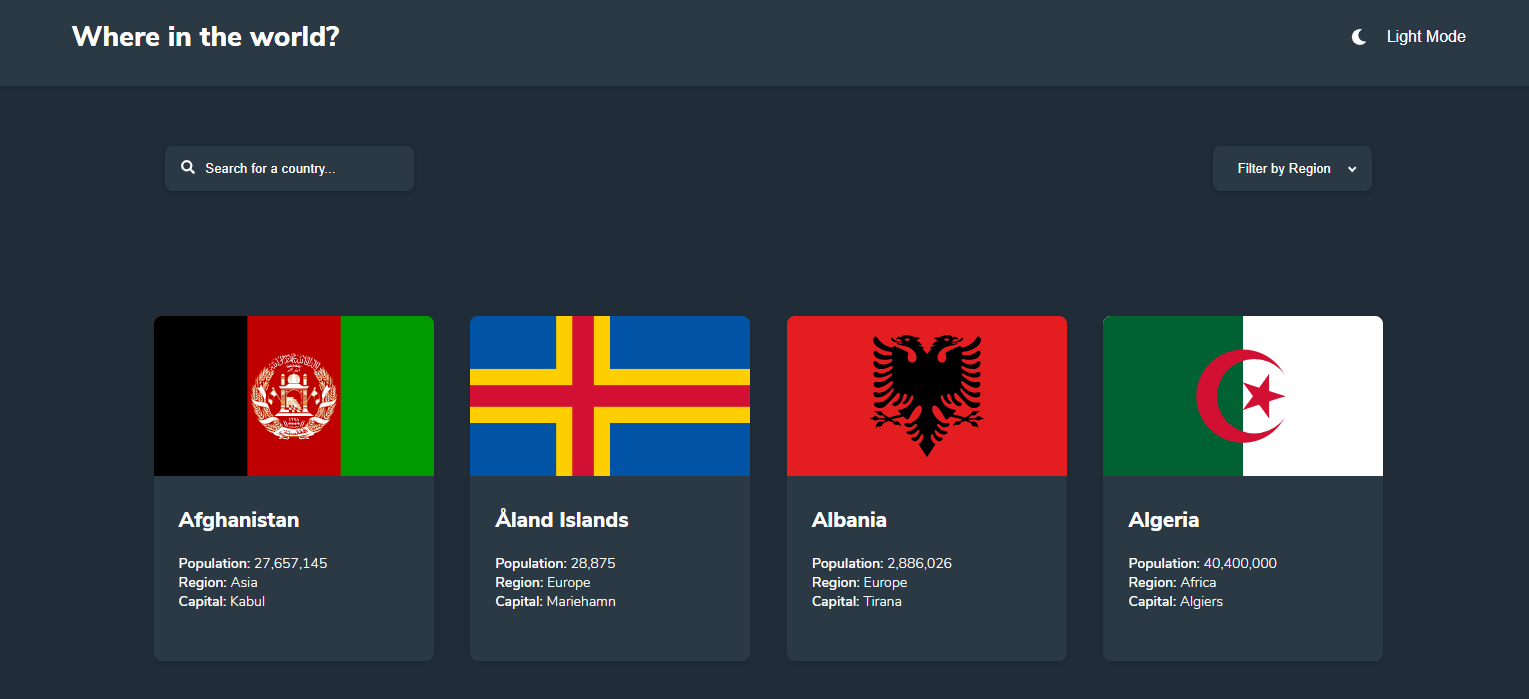 Where in the world?
Light Mode
Search for a country...
Filter by Region
Afghanistan
Population: 27,657,145
Region: Asia
Capital: Kabul
Åland Islands
Population: 28,875
Region: Europe
Capital: Mariehamn
Albania
Population: 2,886,026
Region: Europe
Capital: Tirana
Algeria
Population: 40,400,000
Region: Africa
Capital: Algiers